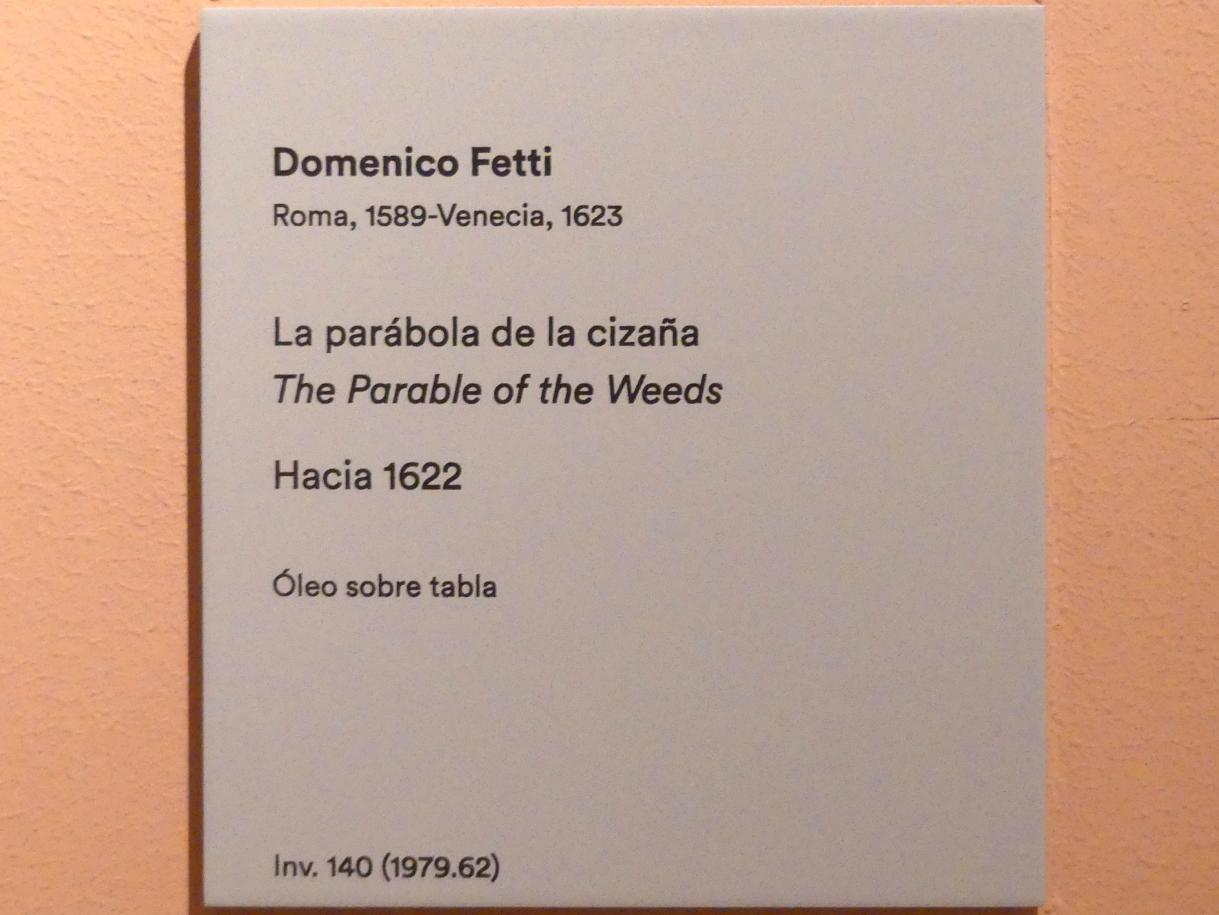 Domenico Fetti
Roma, 1589-Venecia, 1623
La parábola de la cizaña
The Parable of the Weeds
Hacia 1622
Óleo sobre tabla
Inv. 140 (1979.62)